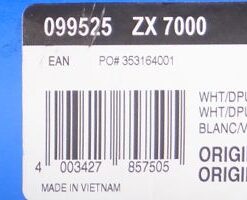 099525 ZX 7000
EAN PO# 353164001
WHT/DPU
WHT/DPU
BLANC/V
ORIGI
ORIGI
4 003427 857505
MADE IN VIETNAM